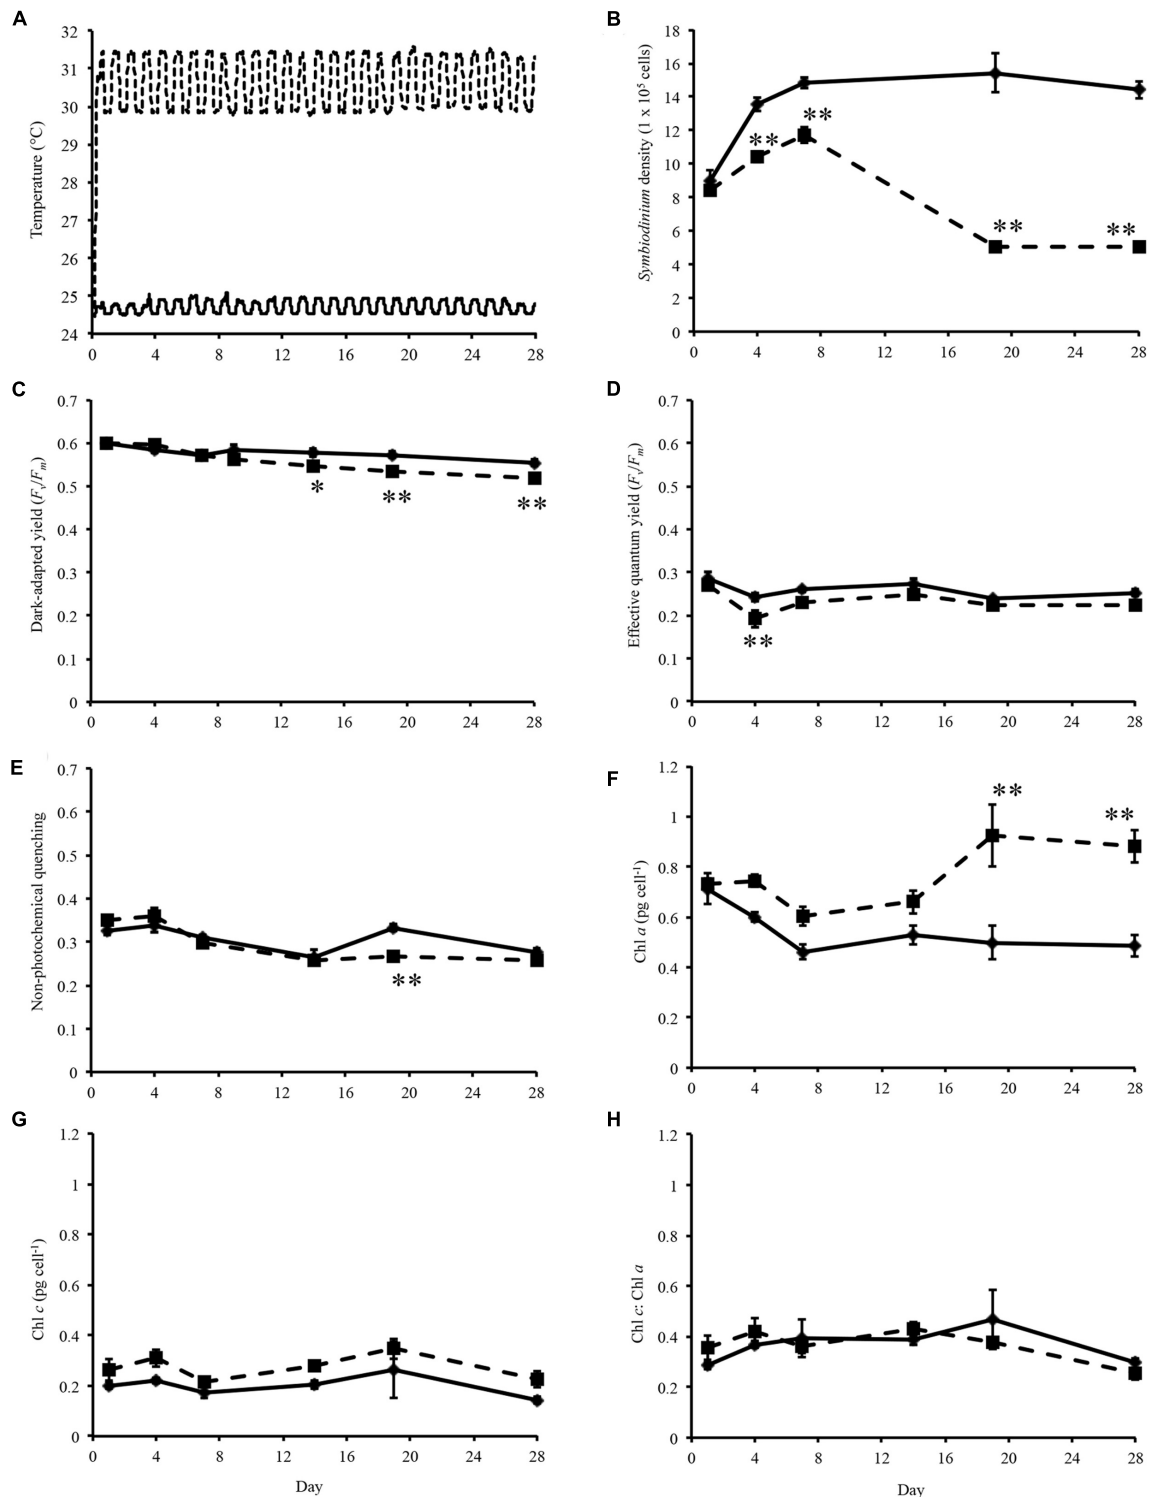 A
Temperature (°C)
32
31
30
29
28
27
26
25
24
0 4 8 12 16 20 24 28
B
Symbiodinium density (1 x 10⁵ cells)
18
16
14
12
10
8
6
4
2
0
** ** ** **
0 4 8 12 16 20 24 28
C
Dark-adapted yield (Fv/Fm)
0.7
0.6
0.5
0.4
0.3
0.2
0.1
0
* ** **
0 4 8 12 16 20 24 28
D
Effective quantum yield (Fv/Fm)
0.7
0.6
0.5
0.4
0.3
0.2
0.1
0
**
0 4 8 12 16 20 24 28
E
Non-photochemical quenching
0.7
0.6
0.5
0.4
0.3
0.2
0.1
0
**
0 4 8 12 16 20 24 28
F
Chl a (pg cell⁻¹)
1.2
1
0.8
0.6
0.4
0.2
0
** **
0 4 8 12 16 20 24 28
G
Chl c (pg cell⁻¹)
1.2
1
0.8
0.6
0.4
0.2
0
0 4 8 12 16 20 24 28
Day
H
Chl c: Chl a
1.2
1
0.8
0.6
0.4
0.2
0
0 4 8 12 16 20 24 28
Day